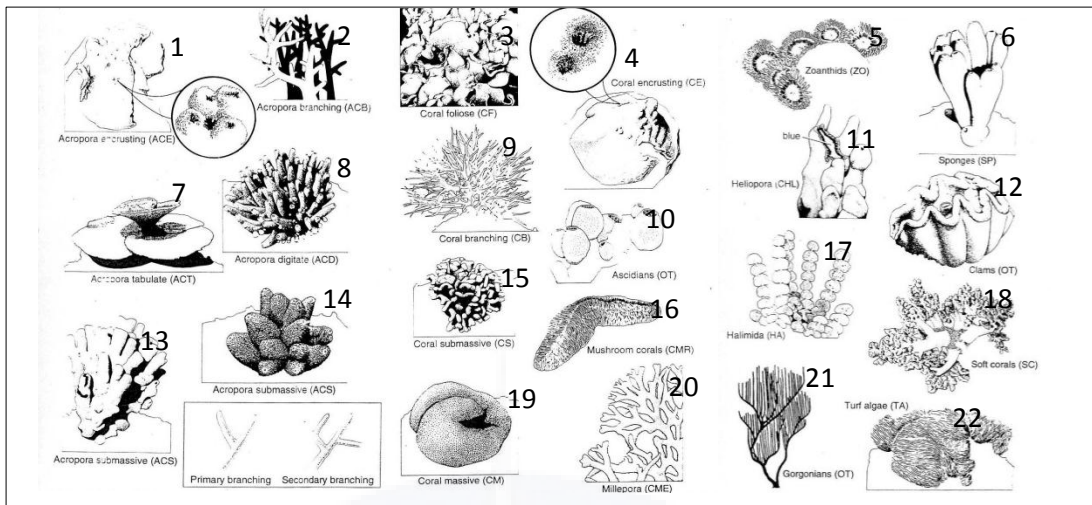 1
Acropora encrusting (ACE)
2
Acropora branching (ACB)
3
Coral foliose (CF)
4
Coral encrusting (CE)
5
Zoanthids (ZO)
6
Sponges (SP)
7
Acropora tabulate (ACT)
8
Acropora digitate (ACD)
9
Coral branching (CB)
10
Ascidians (OT)
blue
11
Heliopora (CHL)
12
Clams (OT)
13
Acropora submassive (ACS)
14
Acropora submassive (ACS)
15
Coral submassive (CS)
16
Mushroom corals (CMR)
17
Halimida (HA)
18
Soft corals (SC)
Primary branching
Secondary branching
19
Coral massive (CM)
20
Millepora (CME)
21
Gorgonians (OT)
Turf algae (TA)
22